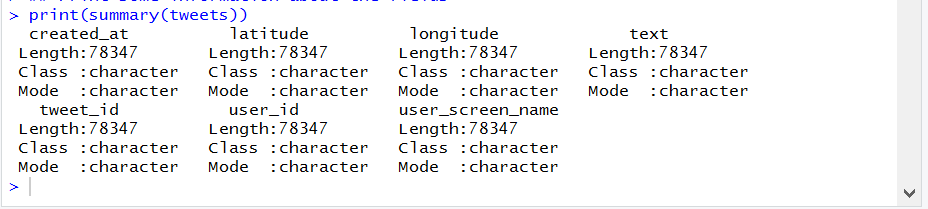 > print(summary(tweets))
created_at latitude longitude text
Length:78347 Length:78347 Length:78347 Length:78347
Class :character Class :character Class :character Class :character
Mode :character Mode :character Mode :character Mode :character
tweet_id user_id user_screen_name
Length:78347 Length:78347 Length:78347
Class :character Class :character Class :character
Mode :character Mode :character Mode :character
>